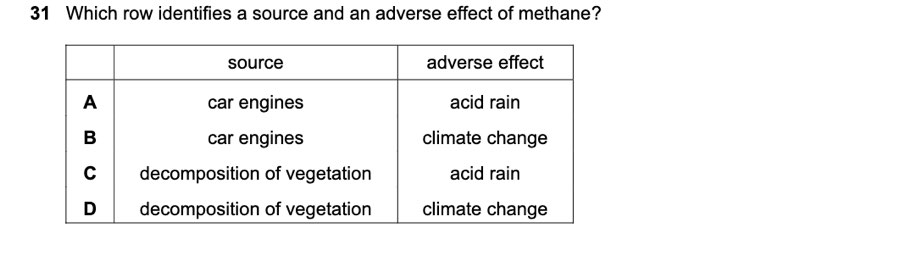 31 Which row identifies a source and an adverse effect of methane?
source adverse effect
A car engines acid rain
B car engines climate change
C decomposition of vegetation acid rain
D decomposition of vegetation climate change